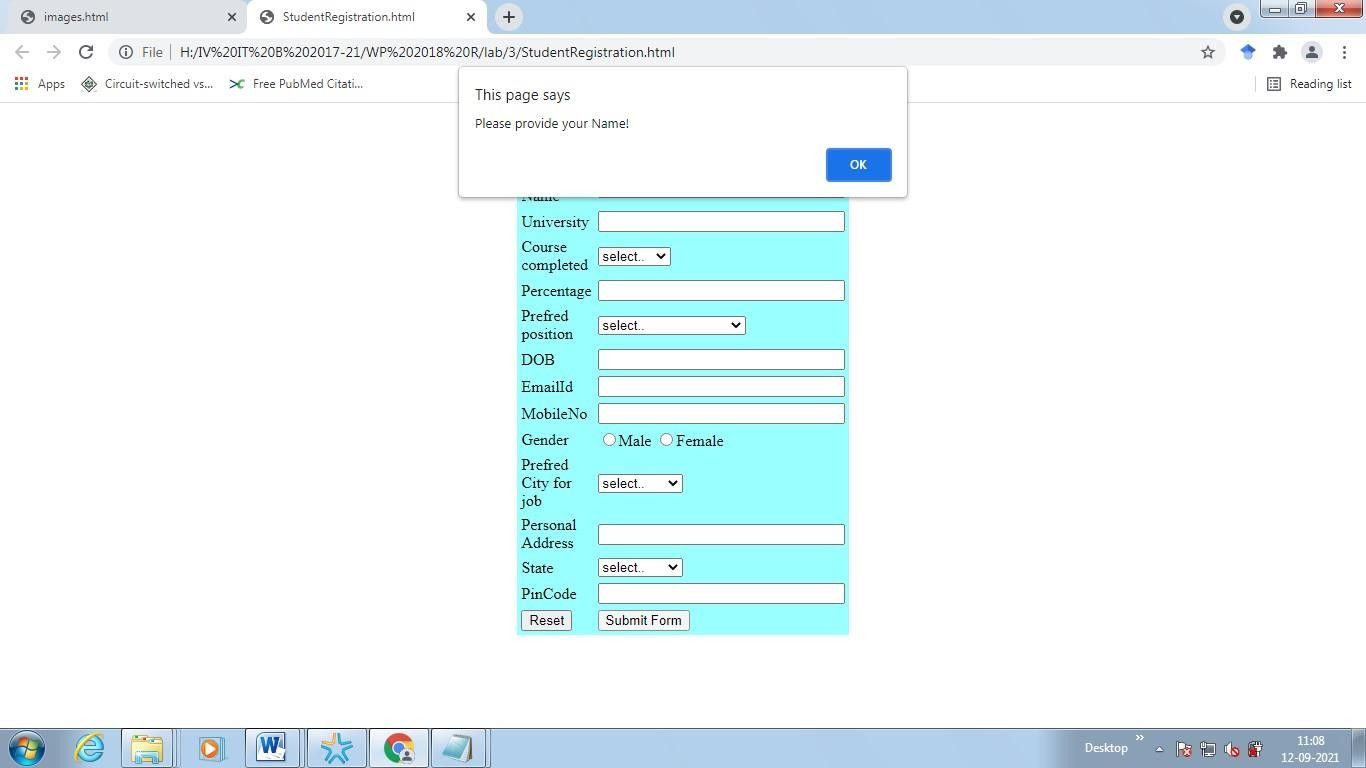 images.html
StudentRegistration.html
File
H:/IV%20IT%20B%202017-21/WP%202018%20R/lab/3/StudentRegistration.html
Apps
Circuit-switched vs...
Free PubMed Citati...
Reading list
This page says
Please provide your Name!
OK
Name
University
Course
completed
select..
Percentage
Prefred
position
select..
DOB
EmailId
MobileNo
Gender
Male
Female
Prefred
City for
job
select..
Personal
Address
State
select..
PinCode
Reset
Submit Form
Desktop
11:08
12-09-2021